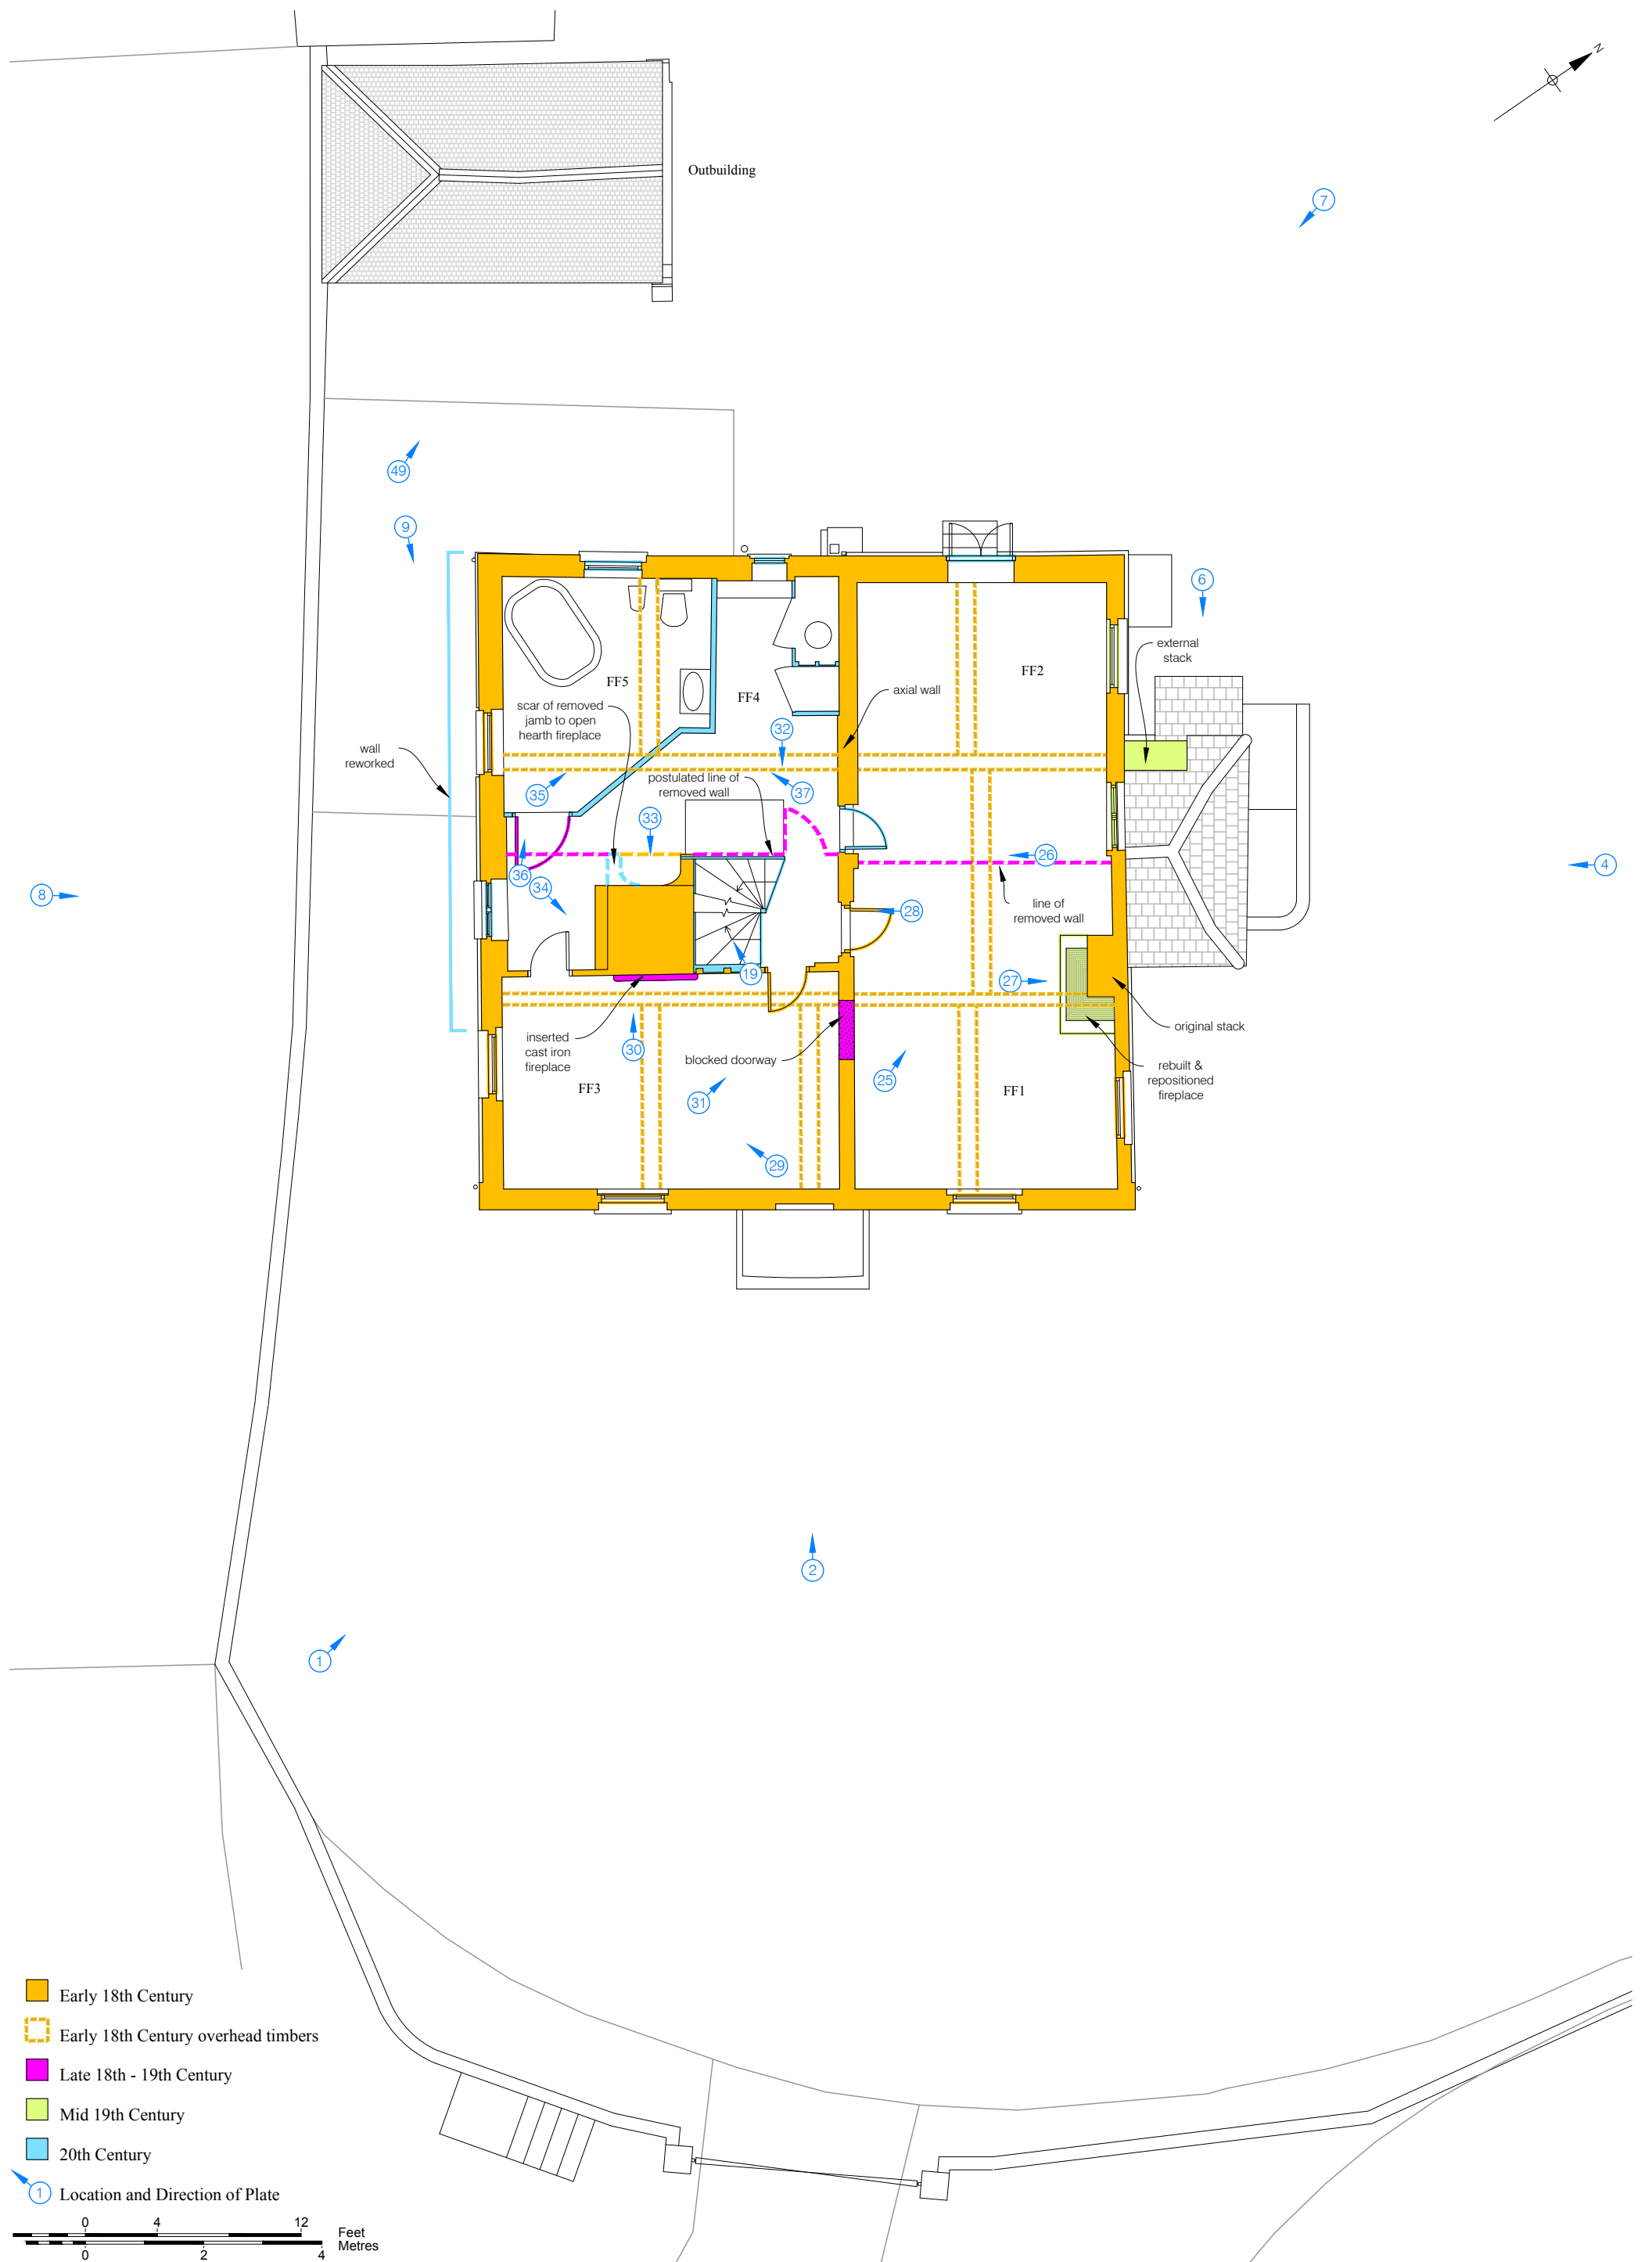 N
Outbuilding
7
49
9
6
external
stack
FF2
FF5
FF4
axial wall
scar of removed
jamb to open
hearth fireplace
32
wall
reworked
postulated line of
removed wall
35
37
33
26
4
36
34
8
28
line of
removed wall
19
27
original stack
inserted
cast iron
fireplace
30
blocked doorway
rebuilt &
repositioned
fireplace
25
FF3
FF1
31
29
2
1
Early 18th Century
Early 18th Century overhead timbers
Late 18th - 19th Century
Mid 19th Century
20th Century
1 Location and Direction of Plate
0 4 12 Feet
Metres
0 2 4